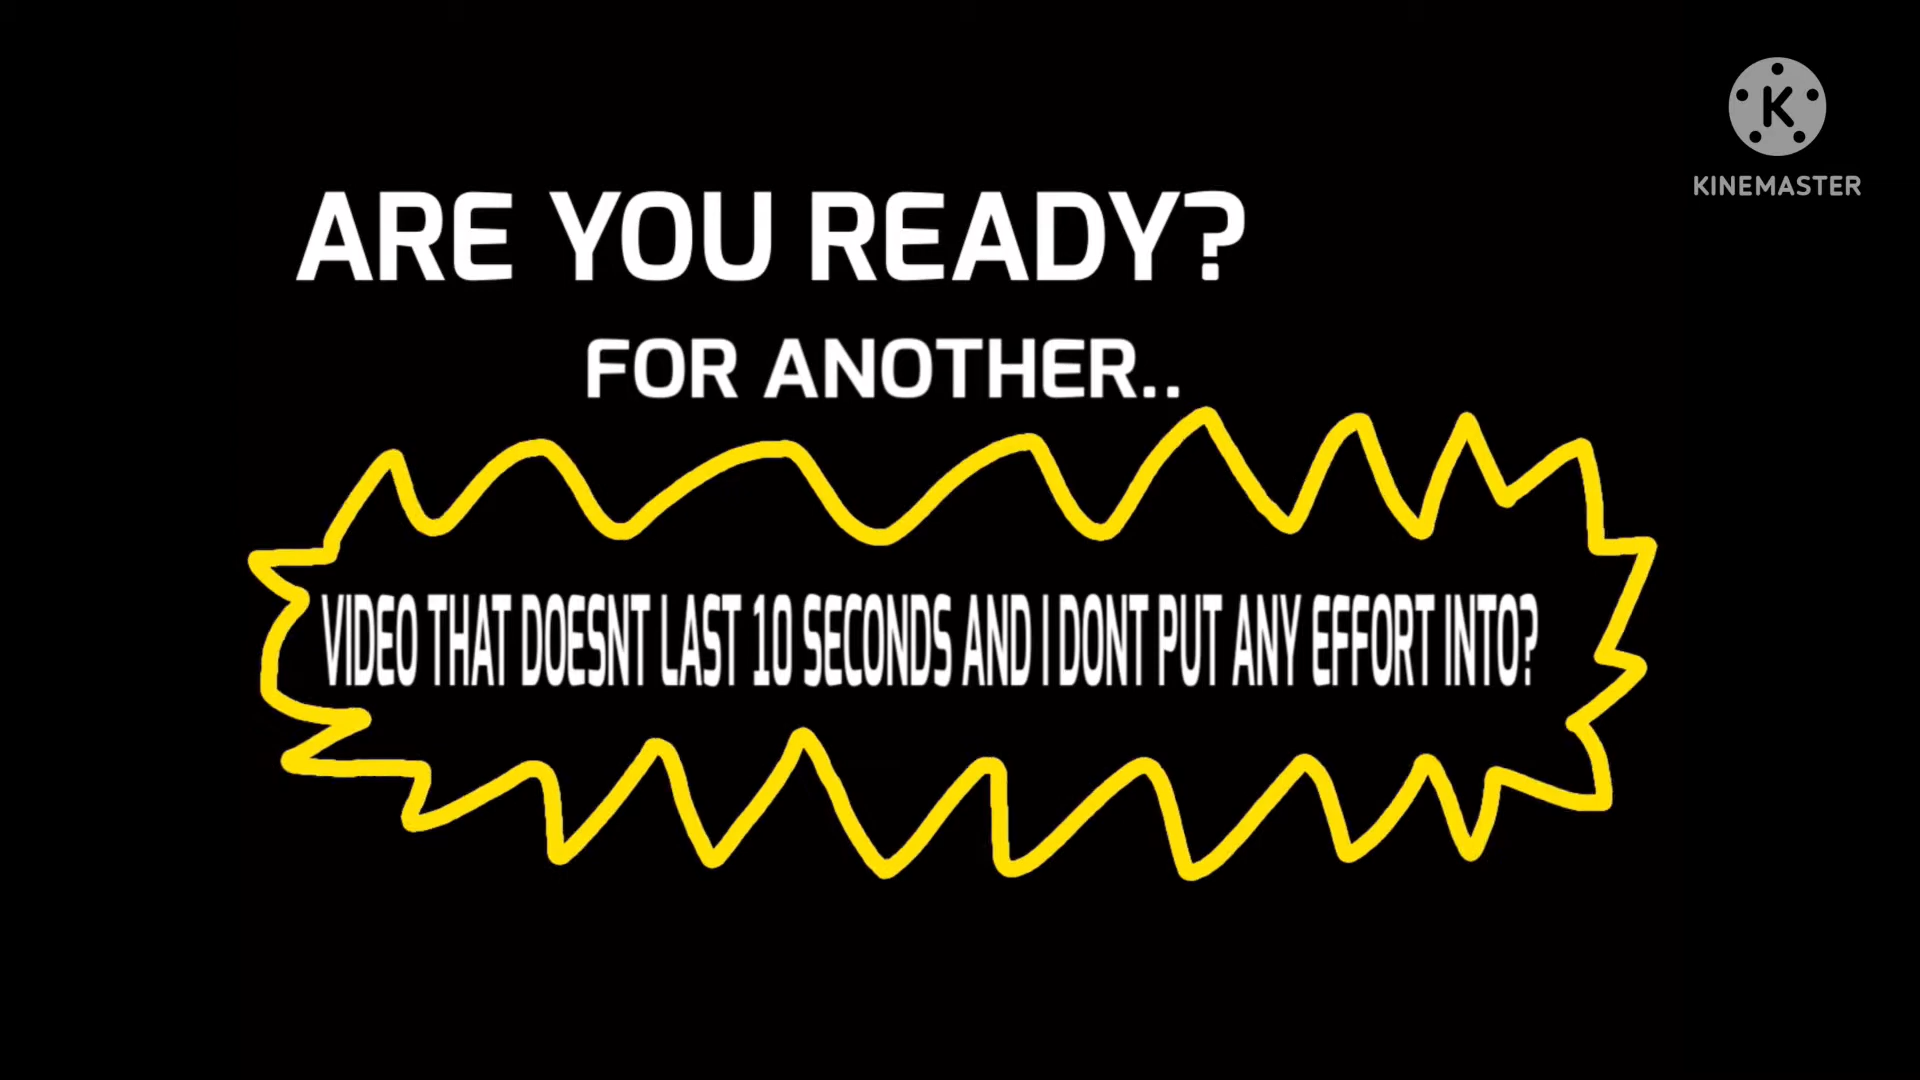 K
KINEMASTER
ARE YOU READY?
FOR ANOTHER..
VIDEO THAT DOESNT LAST 10 SECONDS AND I DONT PUT ANY EFFORT INTO?